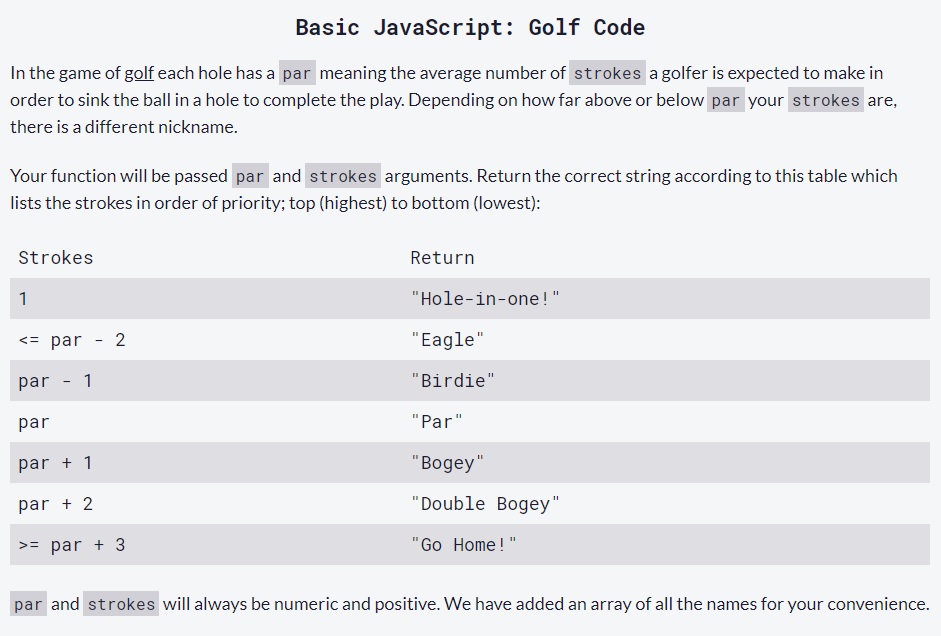 Basic JavaScript: Golf Code
In the game of golf each hole has a par meaning the average number of strokes a golfer is expected to make in
order to sink the ball in a hole to complete the play. Depending on how far above or below par your strokes are,
there is a different nickname.
Your function will be passed par and strokes arguments. Return the correct string according to this table which
lists the strokes in order of priority; top (highest) to bottom (lowest):
Strokes Return
1 "Hole-in-one!"
<= par - 2 "Eagle"
par - 1 "Birdie"
par "Par"
par + 1 "Bogey"
par + 2 "Double Bogey"
>= par + 3 "Go Home!"
par and strokes will always be numeric and positive. We have added an array of all the names for your convenience.